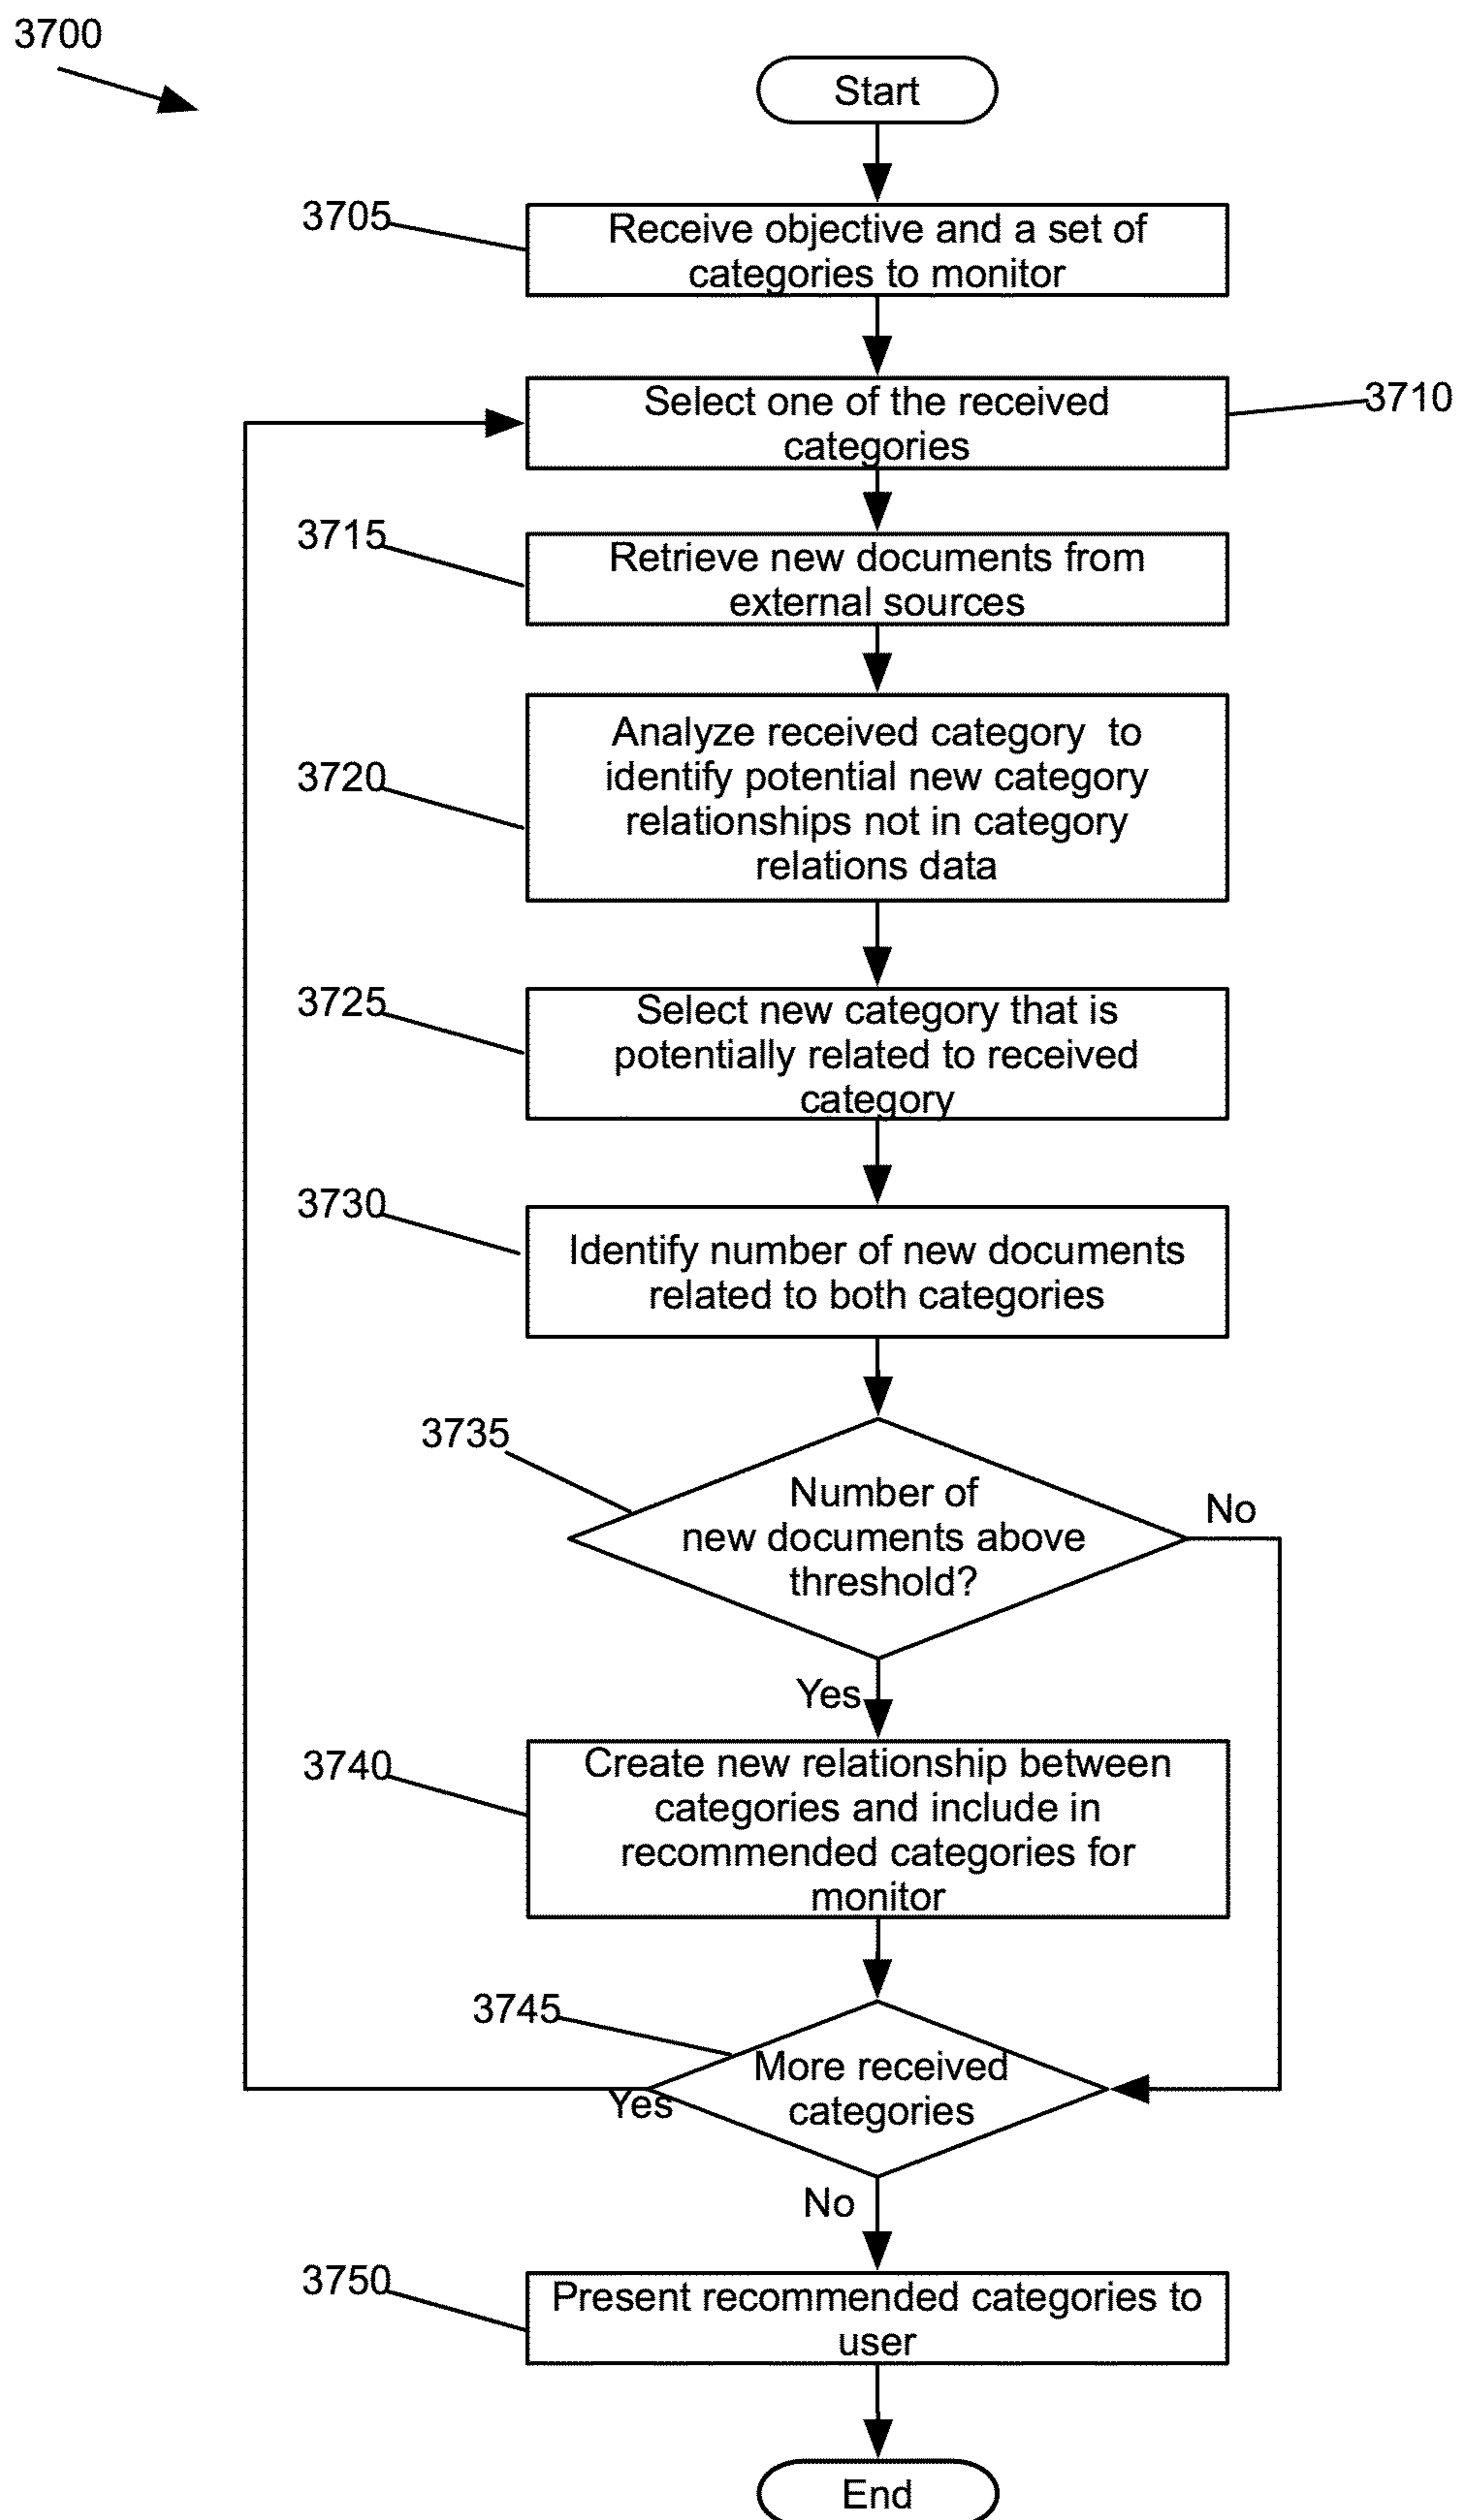 3700
Start
3705
Receive objective and a set of
categories to monitor
Select one of the received
categories
3710
3715
Retrieve new documents from
external sources
3720
Analyze received category to
identify potential new category
relationships not in category
relations data
3725
Select new category that is
potentially related to received
category
3730
Identify number of new documents
related to both categories
3735
Number of
new documents above
threshold?
No
Yes
3740
Create new relationship between
categories and include in
recommended categories for
monitor
3745
More received
categories
Yes
No
3750
Present recommended categories to
user
End